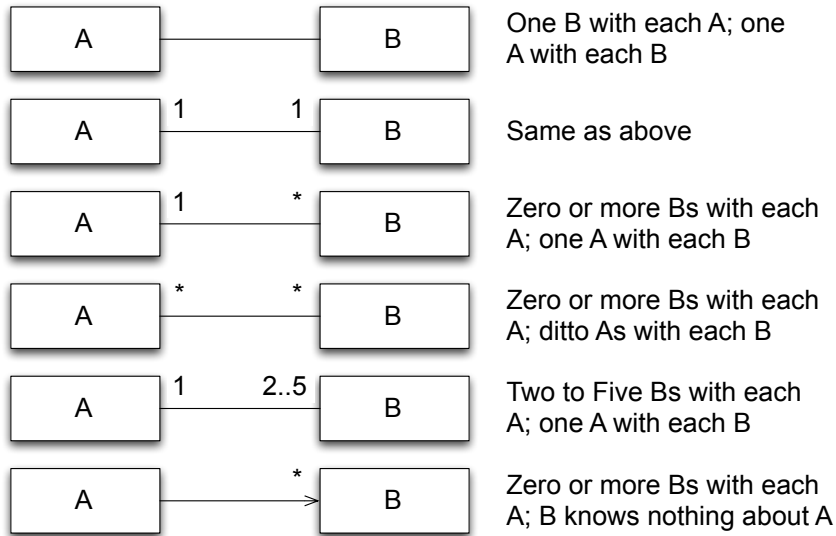 A
B
One B with each A; one
A with each B
1
1
A
B
Same as above
1
*
A
B
Zero or more Bs with each
A; one A with each B
*
*
A
B
Zero or more Bs with each
A; ditto As with each B
1
2..5
A
B
Two to Five Bs with each
A; one A with each B
*
A
B
Zero or more Bs with each
A; B knows nothing about A